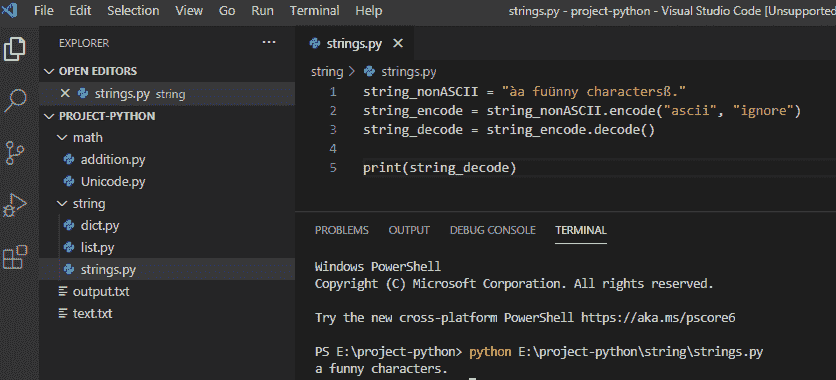 File Edit Selection View Go Run Terminal Help strings.py - project-python - Visual Studio Code [Unsupported
EXPLORER ...
OPEN EDITORS
strings.py string
PROJECT-PYTHON
math
addition.py
Unicode.py
string
dict.py
list.py
strings.py
output.txt
text.txt
strings.py
string > strings.py
1 string_nonASCII = "àa fuünny charactersß."
2 string_encode = string_nonASCII.encode("ascii", "ignore")
3 string_decode = string_encode.decode()
4
5 print(string_decode)
PROBLEMS OUTPUT DEBUG CONSOLE TERMINAL
Windows PowerShell
Copyright (C) Microsoft Corporation. All rights reserved.
Try the new cross-platform PowerShell https://aka.ms/pscore6
PS E:\project-python> python E:\project-python\string\strings.py
a funny characters.